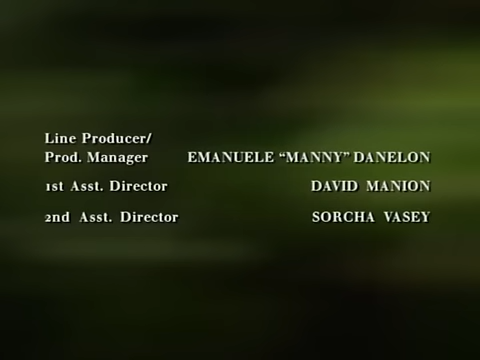 Line Producer/
Prod. Manager EMANUELE “MANNY” DANELON
1st Asst. Director DAVID MANION
2nd Asst. Director SORCHA VASEY